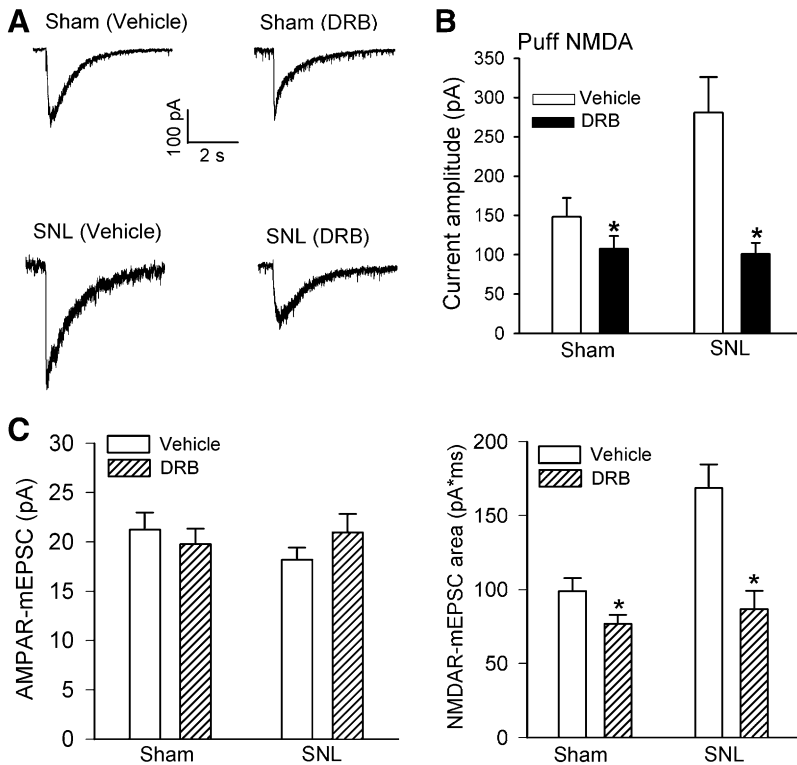 A
Sham (Vehicle)
Sham (DRB)
100 pA
2 s
SNL (Vehicle)
SNL (DRB)
B
Puff NMDA
Current amplitude (pA)
350
300
250
200
150
100
50
0
Vehicle
DRB
*
*
Sham
SNL
C
AMPAR-mEPSC (pA)
30
25
20
15
10
5
0
Vehicle
DRB
Sham
SNL
NMDAR-mEPSC area (pA*ms)
200
150
100
50
0
Vehicle
DRB
*
*
Sham
SNL